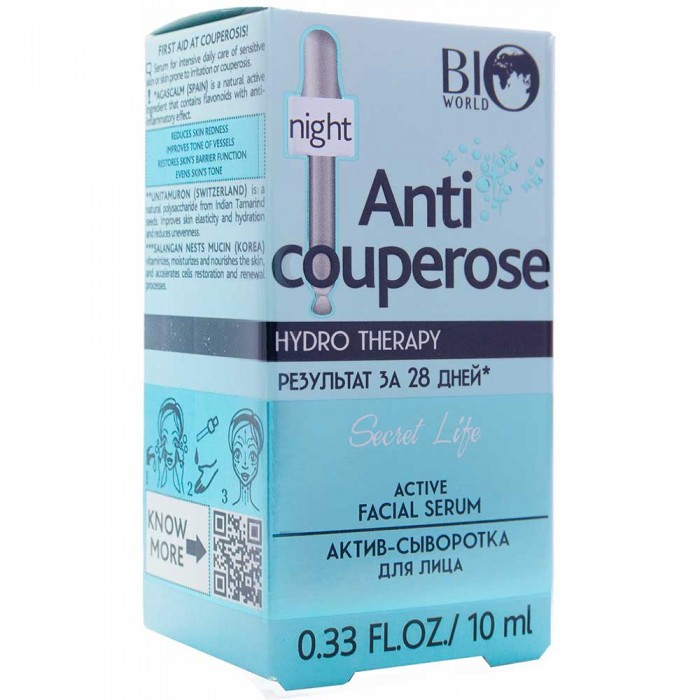 FIRST AID AT COUPEROSIS!
Serum for intensive daily care of sensitive
skin or skin prone to irritation or couperosis.
*AGASCALM (SPAIN) is a natural active
ingredient that contains flavonoids with anti-
inflammatory effect.
REDUCES SKIN REDNESS
IMPROVES TONE OF VESSELS
RESTORES SKIN'S BARRIER FUNCTION
EVENS SKIN'S TONE
**UNITAMURON (SWITZERLAND) is a
natural polysaccharide from Indian Tamarind
seeds. Improves skin elasticity and hydration
and reduces unevenness.
***SALANGAN NESTS MUCIN (KOREA)
vitaminizes, moisturizes and nourishes the skin,
and accelerates cells restoration and renewal
processes.
1 2 3
KNOW
MORE
BIO
WORLD
night
Anti
couperose
HYDRO THERAPY
РЕЗУЛЬТАТ ЗА 28 ДНЕЙ*
Secret Life
ACTIVE
FACIAL SERUM
АКТИВ-СЫВОРОТКА
ДЛЯ ЛИЦА
0.33 FL.OZ./ 10 ml